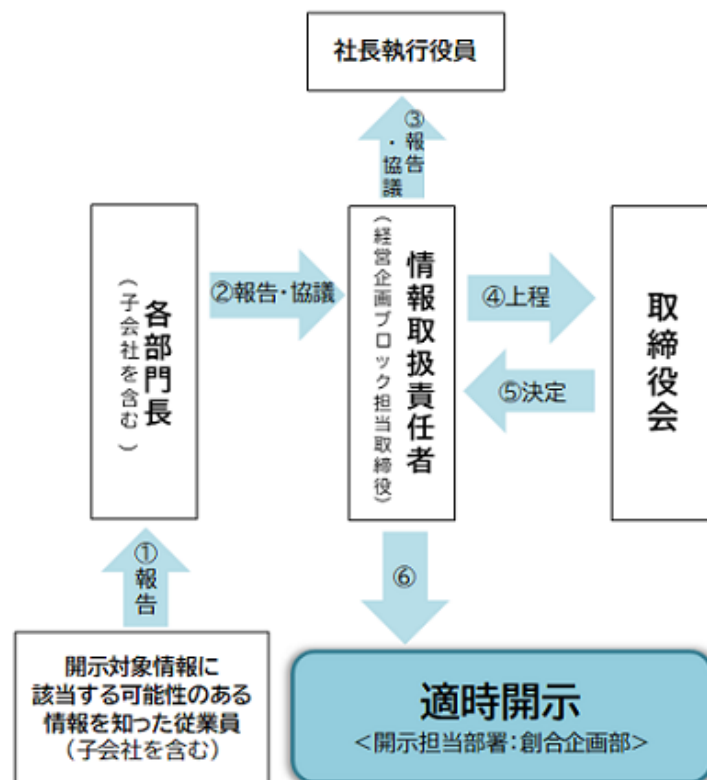 社長執行役員
③報告
・協議
各部門長
（子会社を含む）
②報告・協議
情報取扱責任者
（経営企画ブロック担当取締役）
④上程
⑤決定
取締役会
①報告
⑥
開示対象情報に
該当する可能性のある
情報を知った従業員
（子会社を含む）
適時開示
＜開示担当部署：創合企画部＞